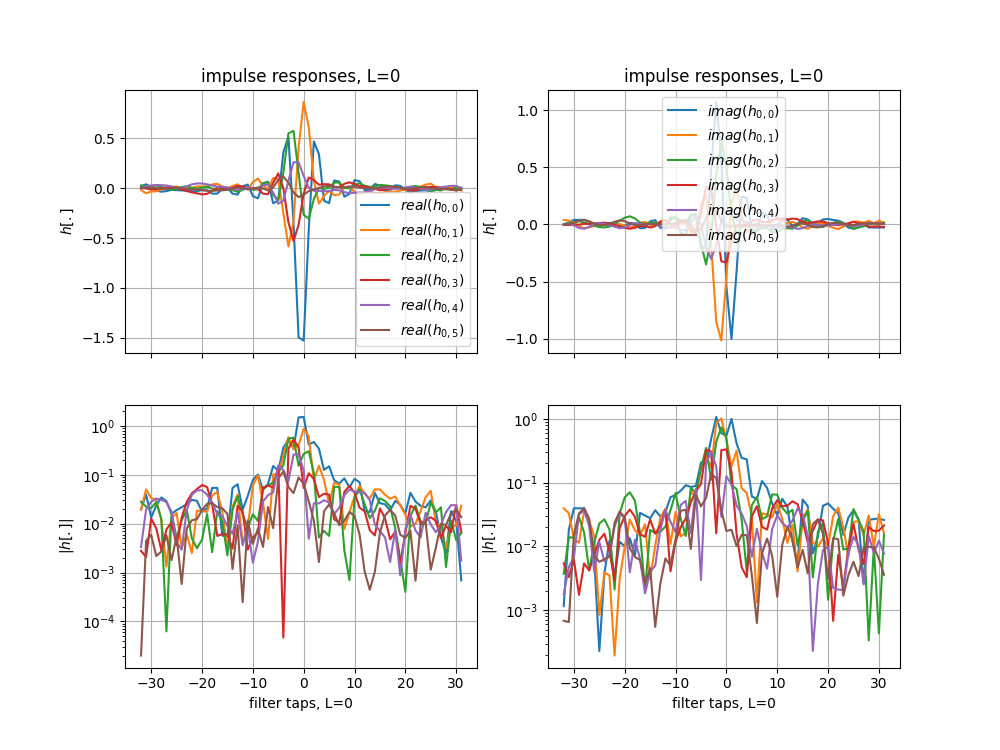 impulse responses, L=0
h[.]
0.5
0.0
−0.5
−1.0
−1.5
real(h0,0)
real(h0,1)
real(h0,2)
real(h0,3)
real(h0,4)
real(h0,5)
impulse responses, L=0
h[.]
1.0
0.5
0.0
−0.5
−1.0
imag(h0,0)
imag(h0,1)
imag(h0,2)
imag(h0,3)
imag(h0,4)
imag(h0,5)
|h[.]|
10^0
10^−1
10^−2
10^−3
10^−4
−30 −20 −10 0 10 20 30
filter taps, L=0
|h[.]|
10^0
10^−1
10^−2
10^−3
−30 −20 −10 0 10 20 30
filter taps, L=0